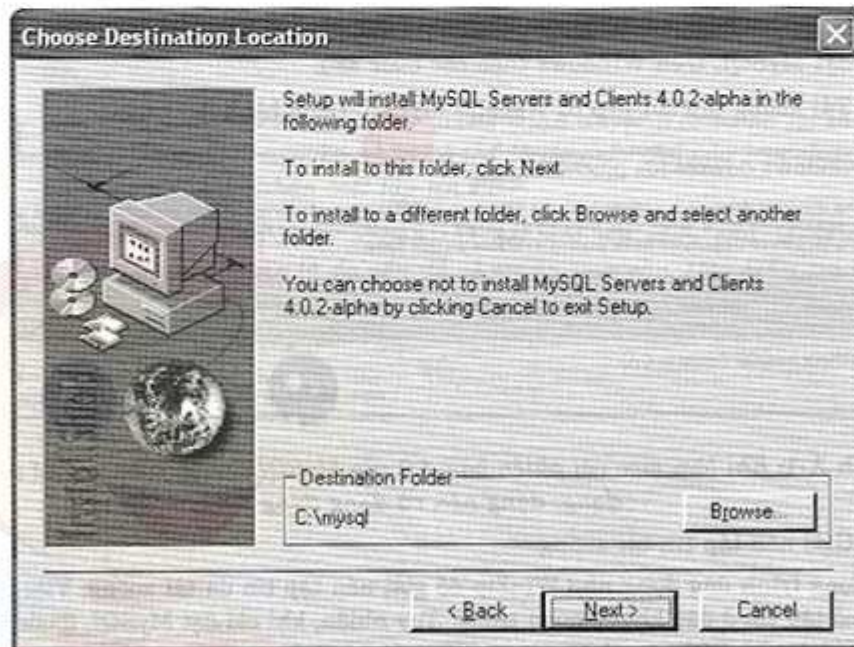 Choose Destination Location
Setup will install MySQL Servers and Clients 4.0.2-alpha in the
following folder.
To install to this folder, click Next.
To install to a different folder, click Browse and select another
folder.
You can choose not to install MySQL Servers and Clients
4.0.2-alpha by clicking Cancel to exit Setup.
Destination Folder
C:\mysql
Browse...
< Back
Next >
Cancel